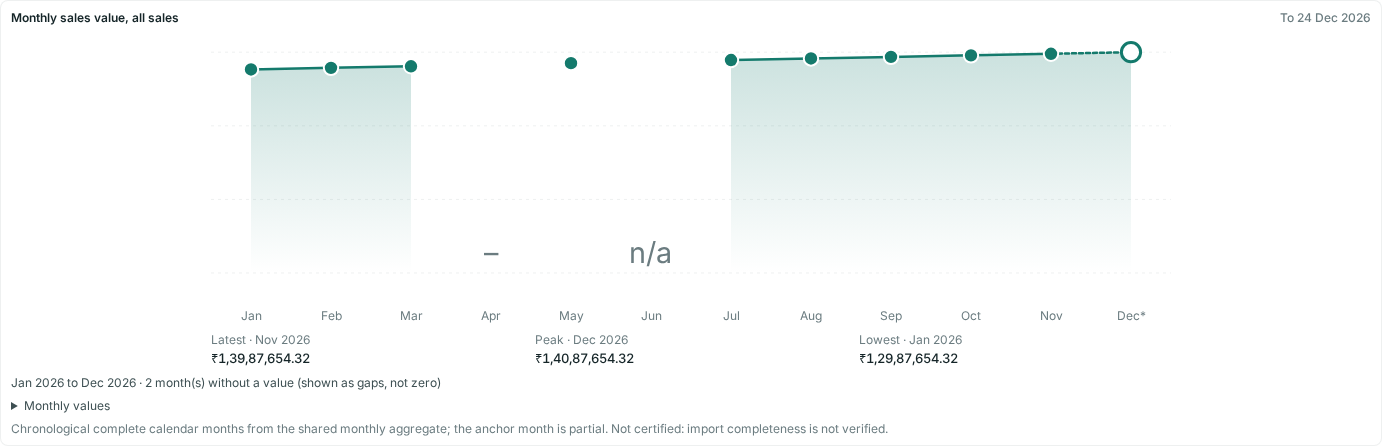 Monthly sales value, all sales
To 24 Dec 2026
–
n/a
Jan Feb Mar Apr May Jun Jul Aug Sep Oct Nov Dec*
Latest · Nov 2026
₹1,39,87,654.32
Peak · Dec 2026
₹1,40,87,654.32
Lowest · Jan 2026
₹1,29,87,654.32
Jan 2026 to Dec 2026 · 2 month(s) without a value (shown as gaps, not zero)
▶ Monthly values
Chronological complete calendar months from the shared monthly aggregate; the anchor month is partial. Not certified: import completeness is not verified.